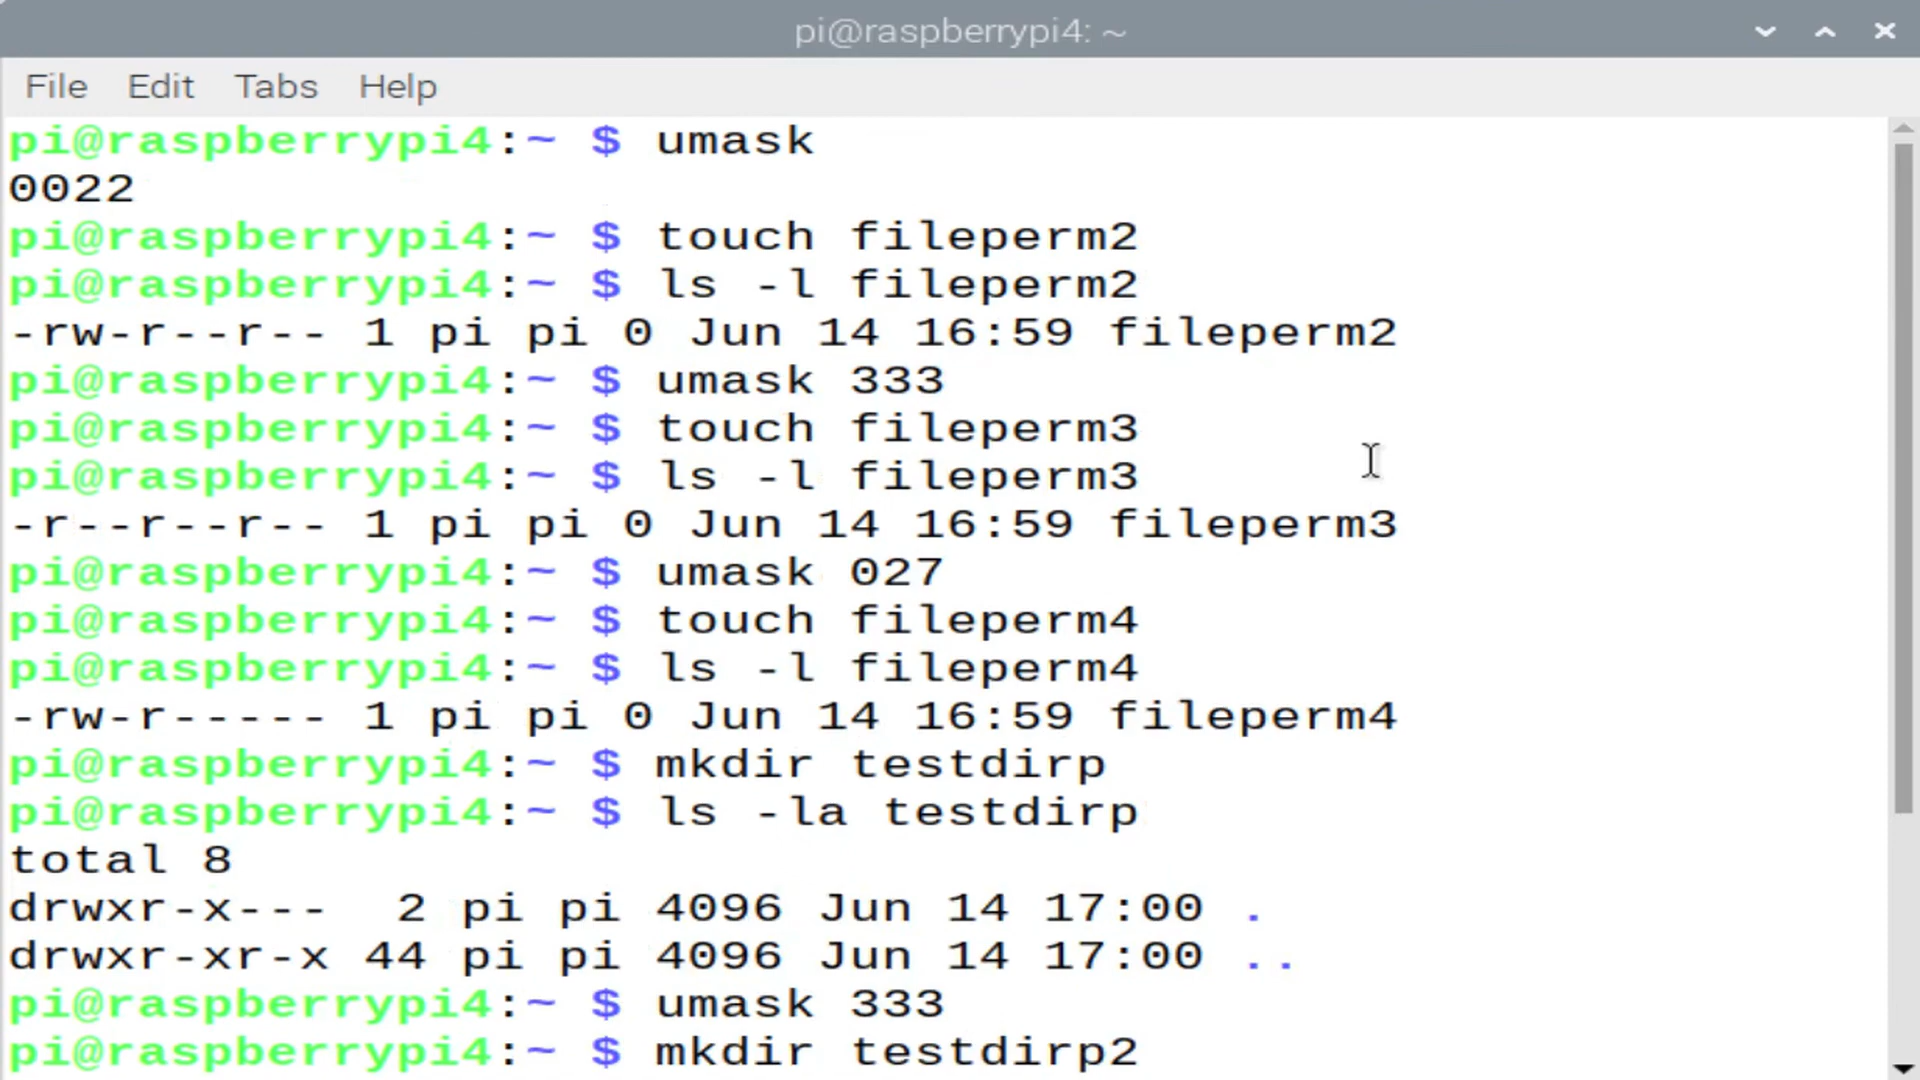 pi@raspberrypi4: ~
File Edit Tabs Help
pi@raspberrypi4:~ $ umask
0022
pi@raspberrypi4:~ $ touch fileperm2
pi@raspberrypi4:~ $ ls -l fileperm2
-rw-r--r-- 1 pi pi 0 Jun 14 16:59 fileperm2
pi@raspberrypi4:~ $ umask 333
pi@raspberrypi4:~ $ touch fileperm3
pi@raspberrypi4:~ $ ls -l fileperm3
-r--r--r-- 1 pi pi 0 Jun 14 16:59 fileperm3
pi@raspberrypi4:~ $ umask 027
pi@raspberrypi4:~ $ touch fileperm4
pi@raspberrypi4:~ $ ls -l fileperm4
-rw-r----- 1 pi pi 0 Jun 14 16:59 fileperm4
pi@raspberrypi4:~ $ mkdir testdirp
pi@raspberrypi4:~ $ ls -la testdirp
total 8
drwxr-x---  2 pi pi 4096 Jun 14 17:00 .
drwxr-xr-x 44 pi pi 4096 Jun 14 17:00 ..
pi@raspberrypi4:~ $ umask 333
pi@raspberrypi4:~ $ mkdir testdirp2